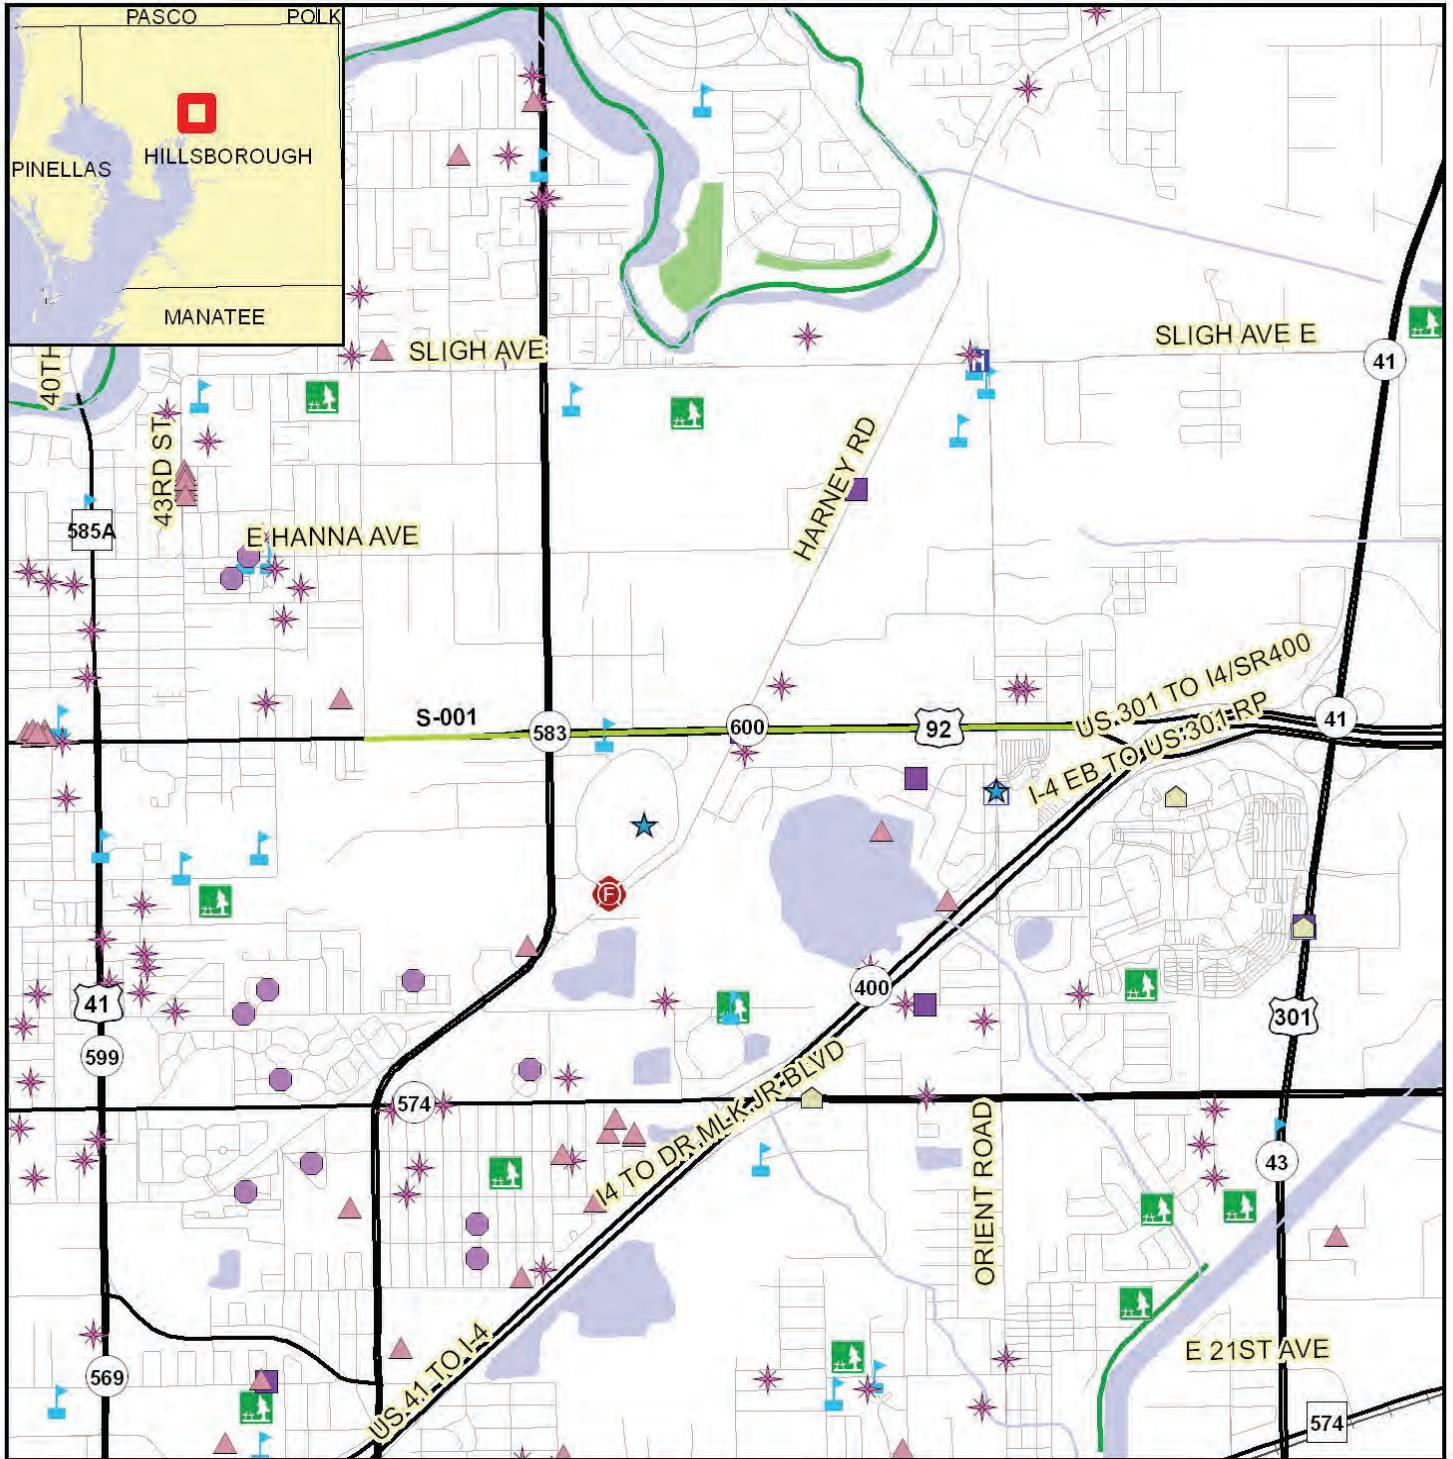 PASCO
POLK
HILLSBOROUGH
PINELLAS
MANATEE
40TH
SLIGH AVE
SLIGH AVE E
41
H
43RD ST
HARNEY RD
585A
E HANNA AVE
S-001
583
600
92
US 301 TO I4/SR400
41
I-4 EB TO US 301 RP
F
400
41
301
599
574
I4 TO DR MLK JR BLVD
ORIENT ROAD
43
US 41 TO I-4
E 21ST AVE
569
574